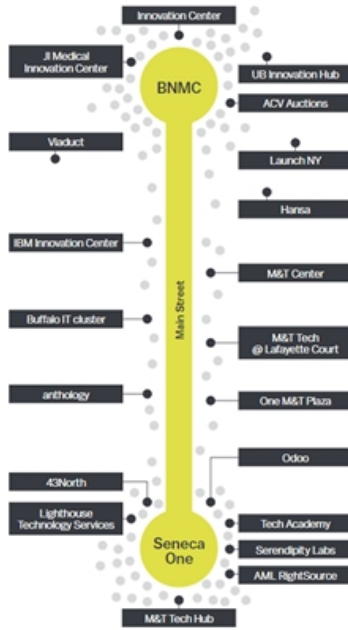 Innovation Center
JI Medical
Innovation Center
BNMC
UB Innovation Hub
ACV Auctions
Viaduct
Launch NY
Hansa
IBM Innovation Center
M&T Center
Main Street
Buffalo IT cluster
M&T Tech
@ Lafayette Court
anthology
One M&T Plaza
Odoo
43North
Lighthouse
Technology Services
Tech Academy
Seneca
One
Serendipity Labs
AML RightSource
M&T Tech Hub